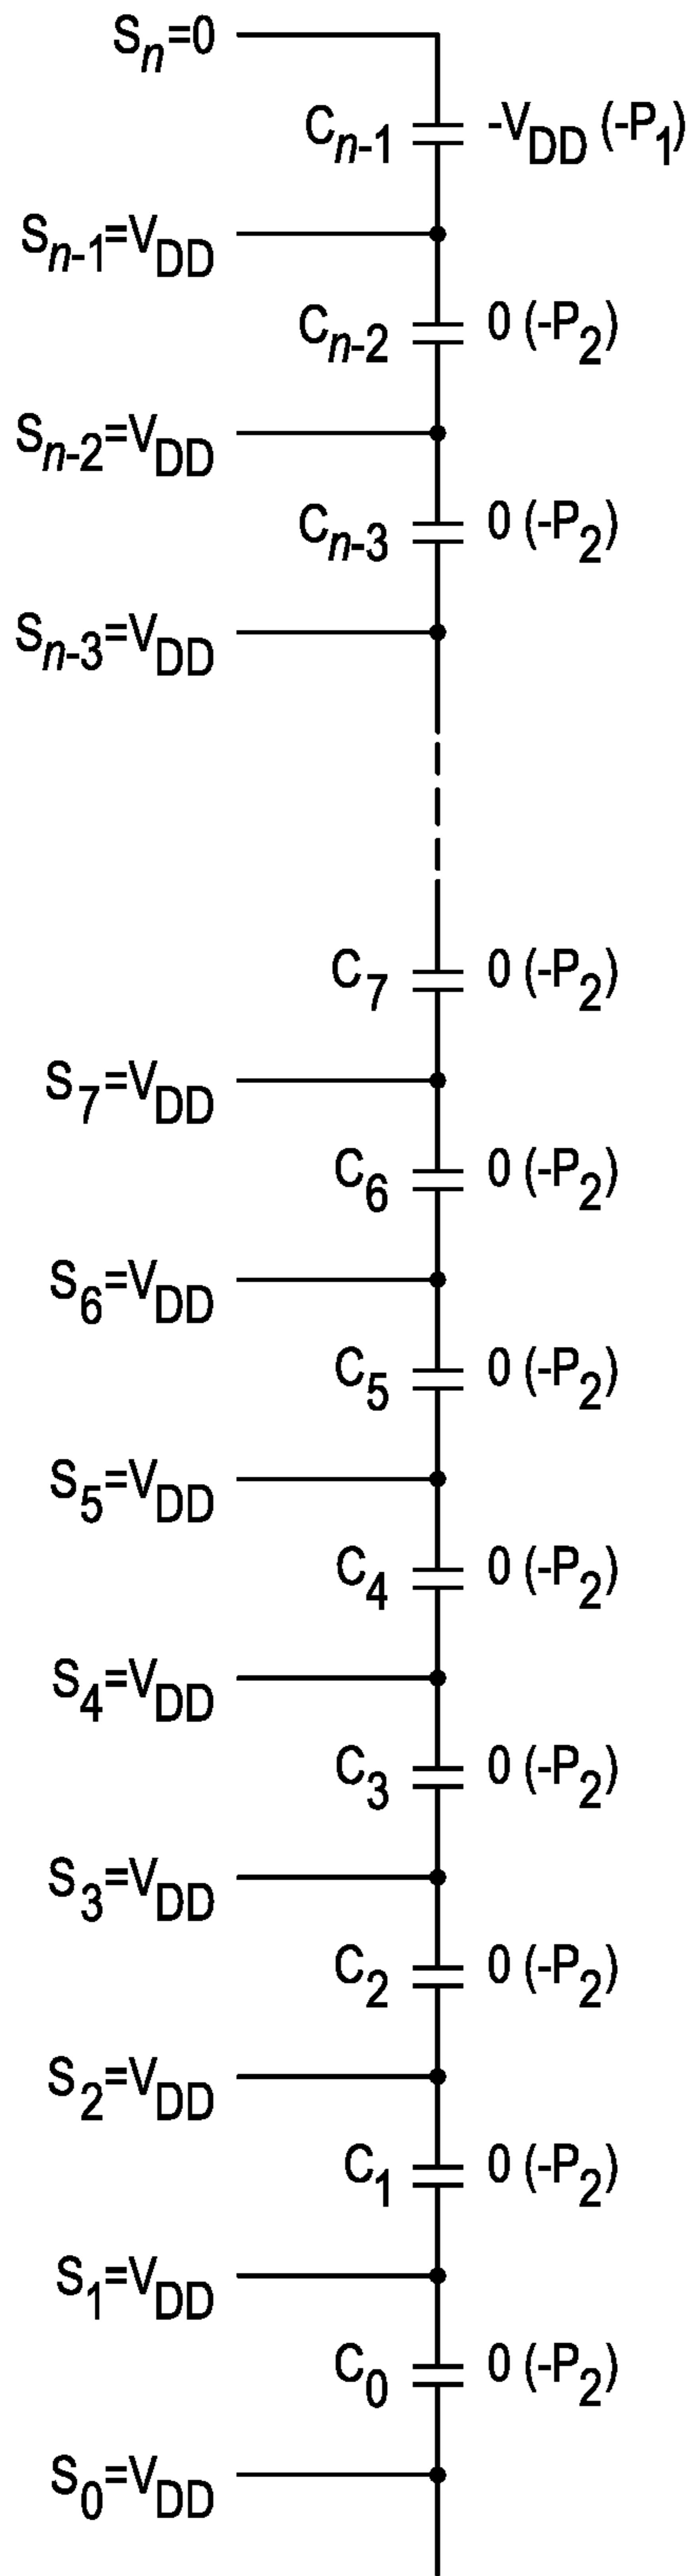 Sn=0
Cn-1 -VDD (-P1)
Sn-1=VDD
Cn-2 0 (-P2)
Sn-2=VDD
Cn-3 0 (-P2)
Sn-3=VDD
C7 0 (-P2)
S7=VDD
C6 0 (-P2)
S6=VDD
C5 0 (-P2)
S5=VDD
C4 0 (-P2)
S4=VDD
C3 0 (-P2)
S3=VDD
C2 0 (-P2)
S2=VDD
C1 0 (-P2)
S1=VDD
C0 0 (-P2)
S0=VDD